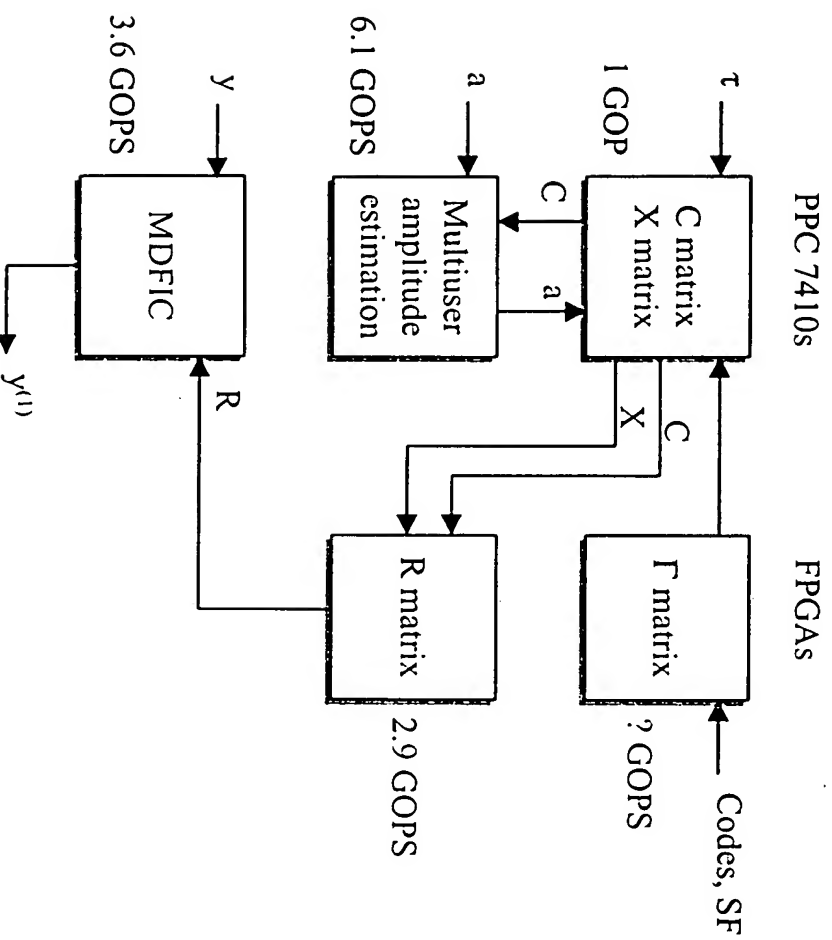 PPC 7410s
FPGAs
τ
C matrix
X matrix
1 GOP
Γ matrix
Codes, SF
? GOPS
C
X
C
a
a
Multiuser
amplitude
estimation
6.1 GOPS
R matrix
2.9 GOPS
R
y
MDFIC
3.6 GOPS
y(1)